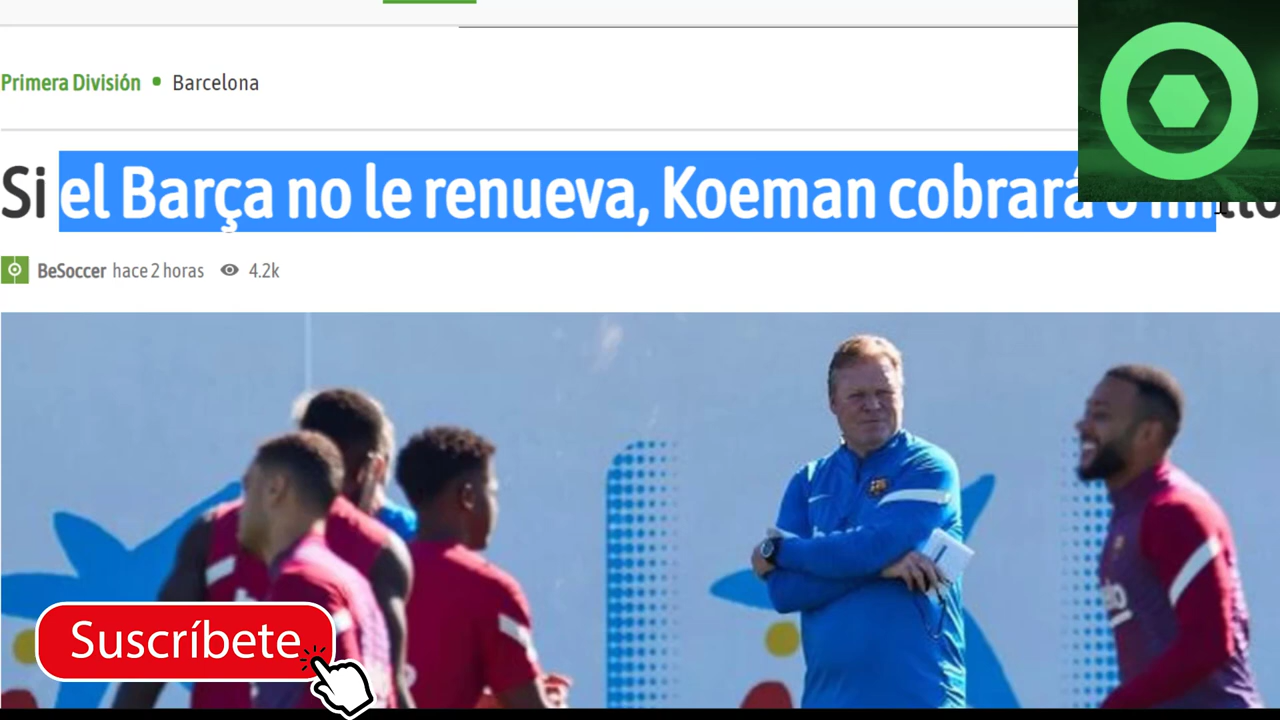 Primera División • Barcelona
Si el Barça no le renueva, Koeman cobrará
BeSoccer hace 2 horas 4.2k
Suscríbete